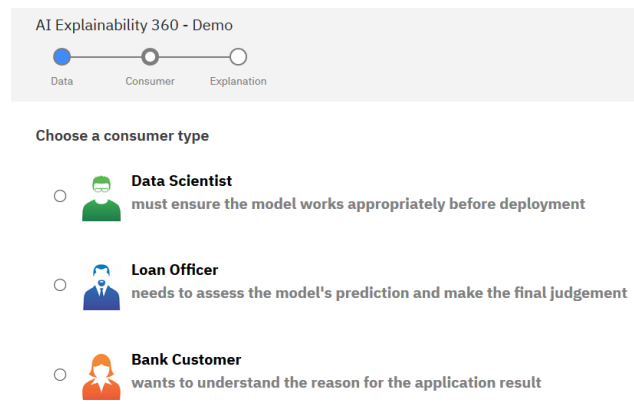 AI Explainability 360 - Demo
Data Consumer Explanation
Choose a consumer type
Data Scientist
must ensure the model works appropriately before deployment
Loan Officer
needs to assess the model's prediction and make the final judgement
Bank Customer
wants to understand the reason for the application result